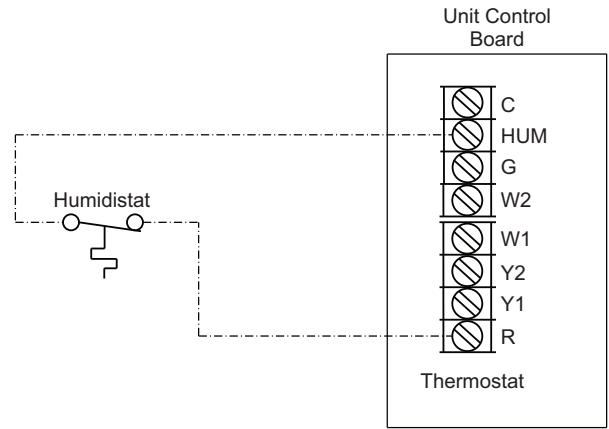 Unit Control
Board
C
HUM
G
Humidistat
W2
W1
Y2
Y1
R
Thermostat